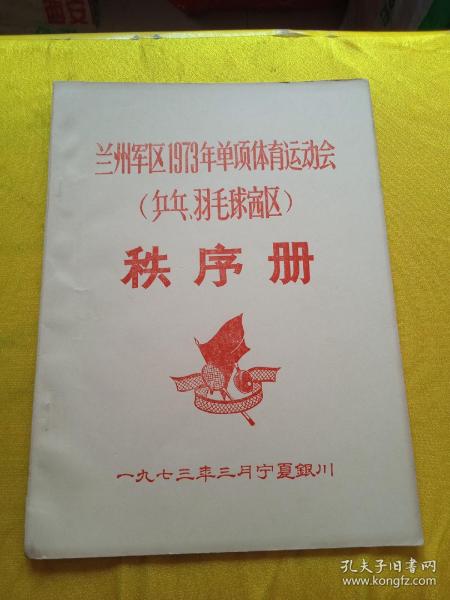 兰州军区1973年单项体育运动会
（乒乓、羽毛球赛区）
秩序册
一九七三年三月宁夏銀川
孔夫子旧书网
www.kongfz.com